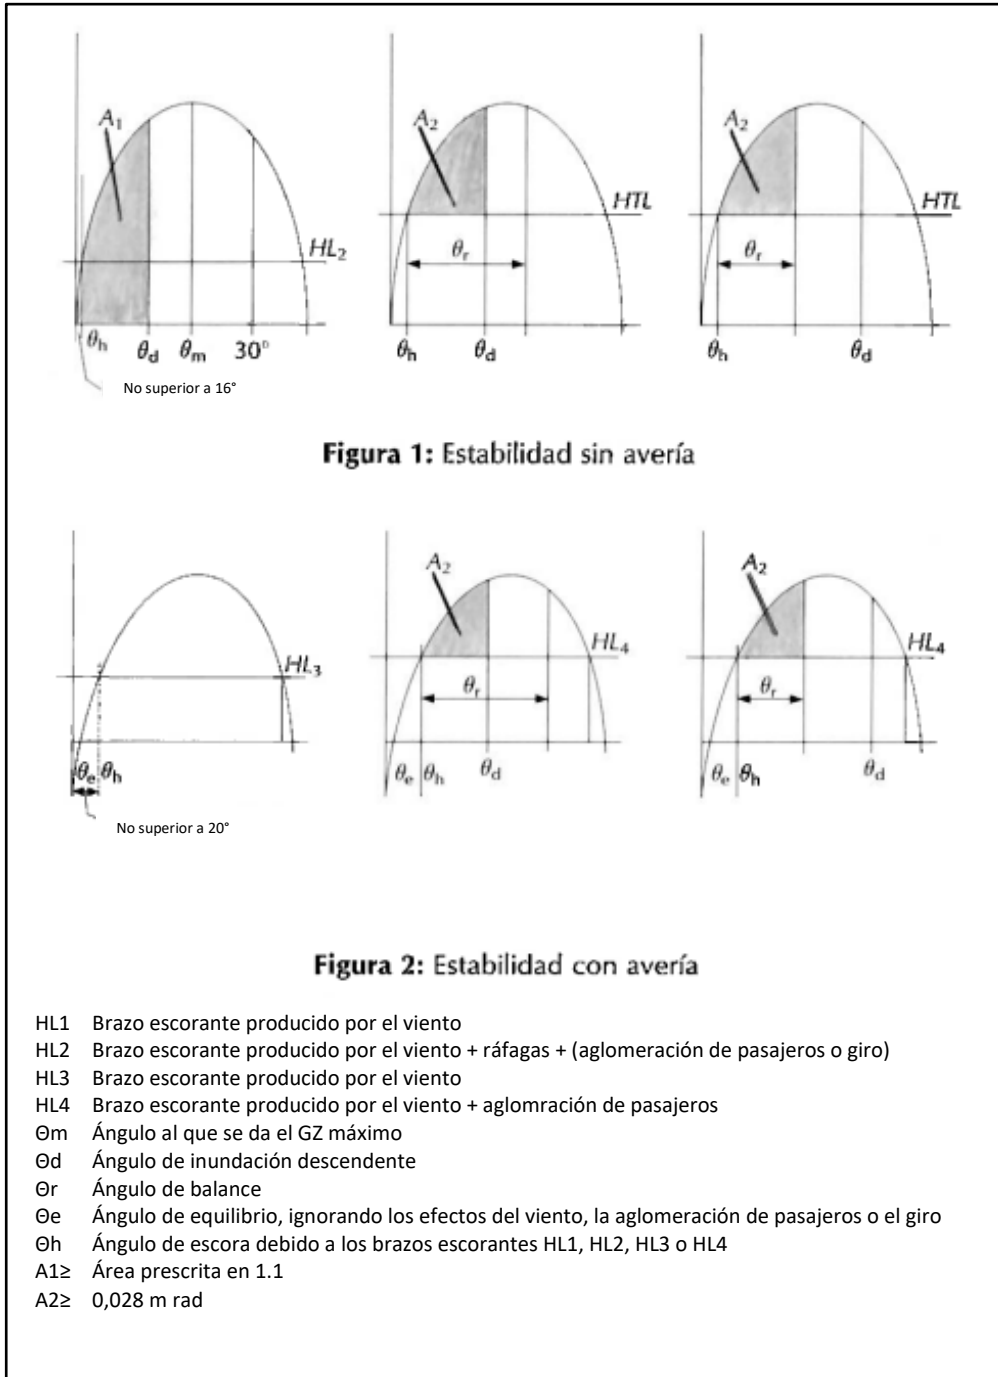 A₁
HL₂
θh θd θm 30°
No superior a 16°
A₂
HTL
θr
θh θd
A₂
HTL
θr
θh θd
Figura 1: Estabilidad sin avería
HL₃
θe θh
No superior a 20°
A₂
HL₄
θr
θe θh θd
A₂
HL₄
θr
θe θh θd
Figura 2: Estabilidad con avería
HL1 Brazo escorante producido por el viento
HL2 Brazo escorante producido por el viento + ráfagas + (aglomeración de pasajeros o giro)
HL3 Brazo escorante producido por el viento
HL4 Brazo escorante producido por el viento + aglomración de pasajeros
Θm Ángulo al que se da el GZ máximo
Θd Ángulo de inundación descendente
Θr Ángulo de balance
Θe Ángulo de equilibrio, ignorando los efectos del viento, la aglomeración de pasajeros o el giro
Θh Ángulo de escora debido a los brazos escorantes HL1, HL2, HL3 o HL4
A1≥ Área prescrita en 1.1
A2≥ 0,028 m rad